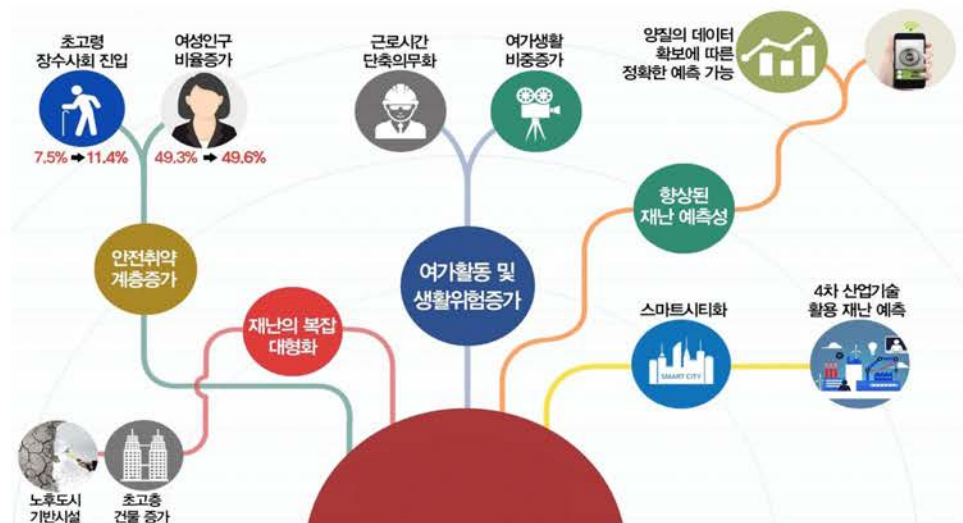 초고령
장수사회 진입
여성인구
비율증가
근로시간
단축의무화
여가생활
비중증가
양질의 데이터
확보에 따른
정확한 예측 가능
7.5% ➡ 11.4%
49.3% ➡ 49.6%
향상된
재난 예측성
안전취약
계층증가
여가활동 및
생활위험증가
재난의 복잡
대형화
스마트시티화
4차 산업기술
활용 재난 예측
SMART CITY
노후도시
기반시설
초고층
건물 증가